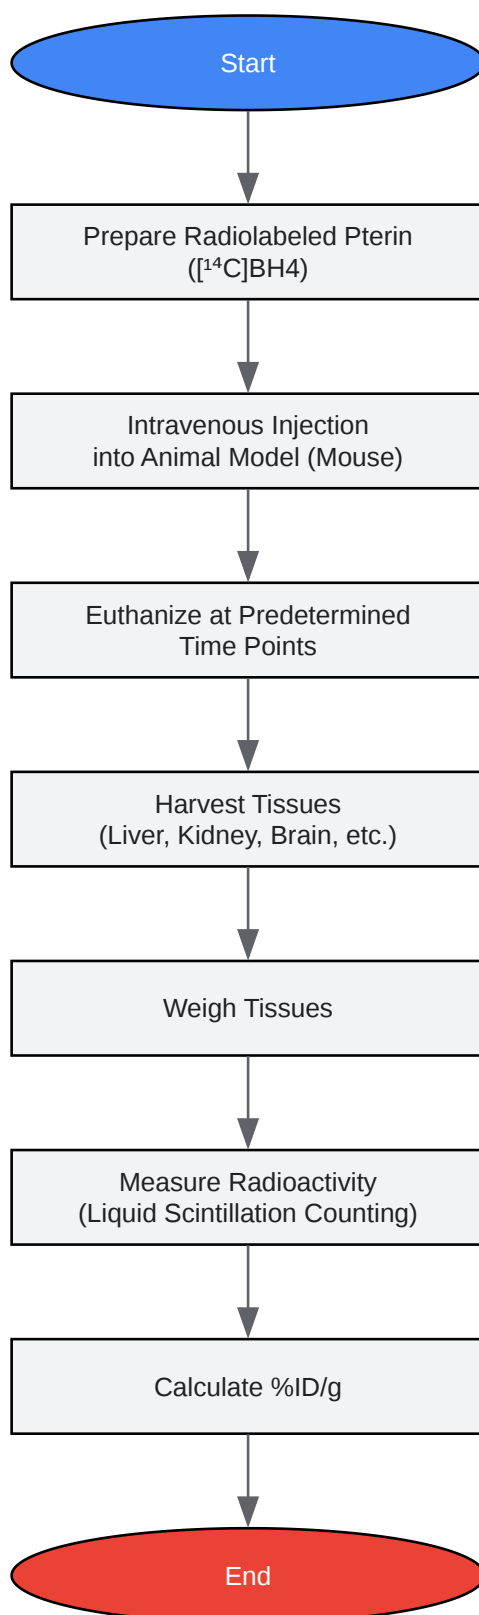 Start
Prepare Radiolabeled Pterin
([¹⁴C]BH4)
Intravenous Injection
into Animal Model (Mouse)
Euthanize at Predetermined
Time Points
Harvest Tissues
(Liver, Kidney, Brain, etc.)
Weigh Tissues
Measure Radioactivity
(Liquid Scintillation Counting)
Calculate %ID/g
End